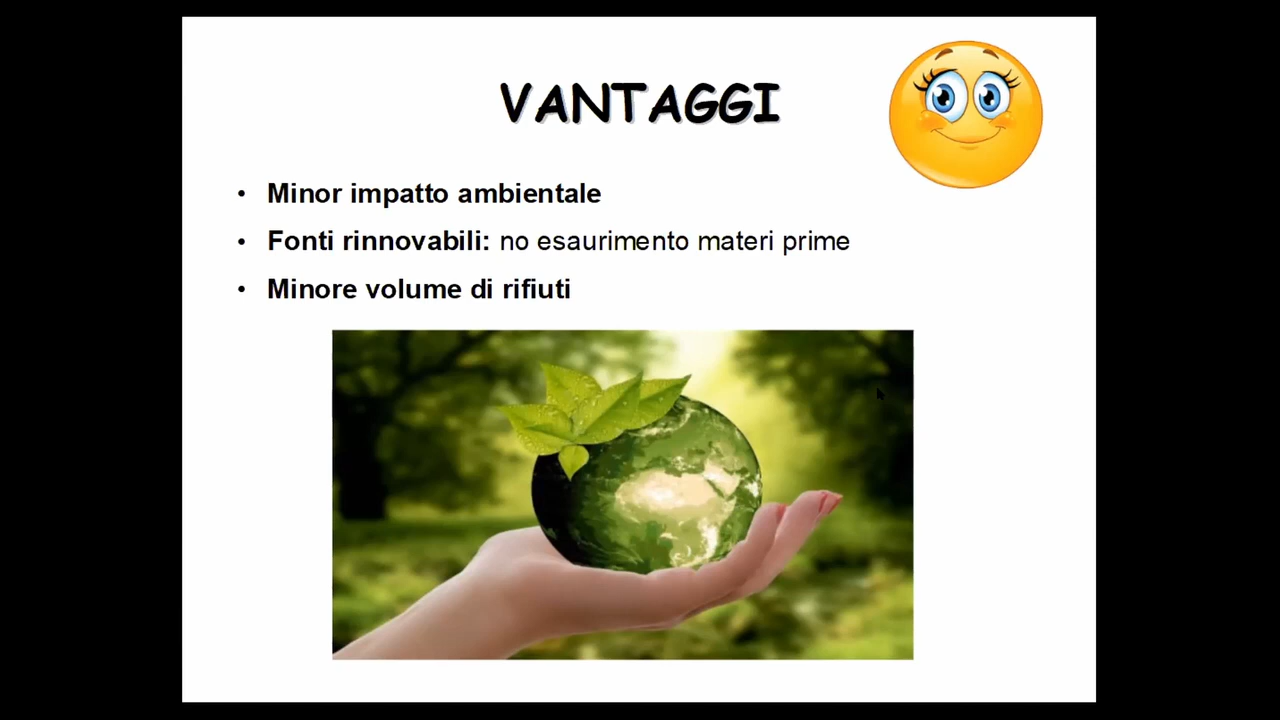 VANTAGGI
• Minor impatto ambientale
• Fonti rinnovabili: no esaurimento materi prime
• Minore volume di rifiuti